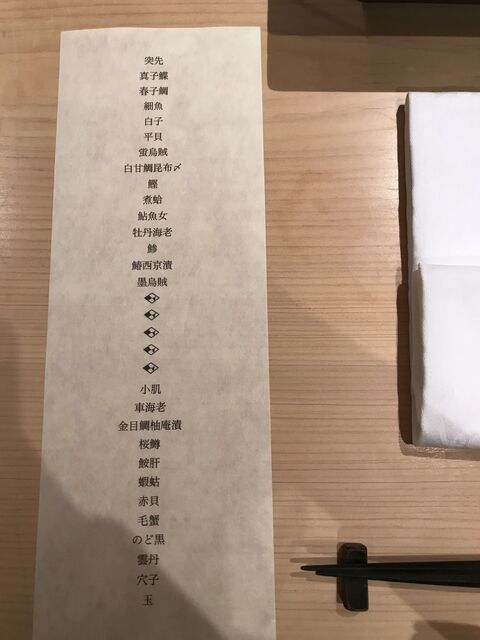 突先
真子鰈
春子鯛
細魚
白子
平貝
蛍烏賊
白甘鯛昆布〆
鰹
煮蛤
鮎魚女
牡丹海老
鯵
鰆西京漬
墨烏賊
小肌
車海老
金目鯛柚庵漬
桜鱒
鮟肝
蝦蛄
赤貝
毛蟹
のど黒
雲丹
穴子
玉